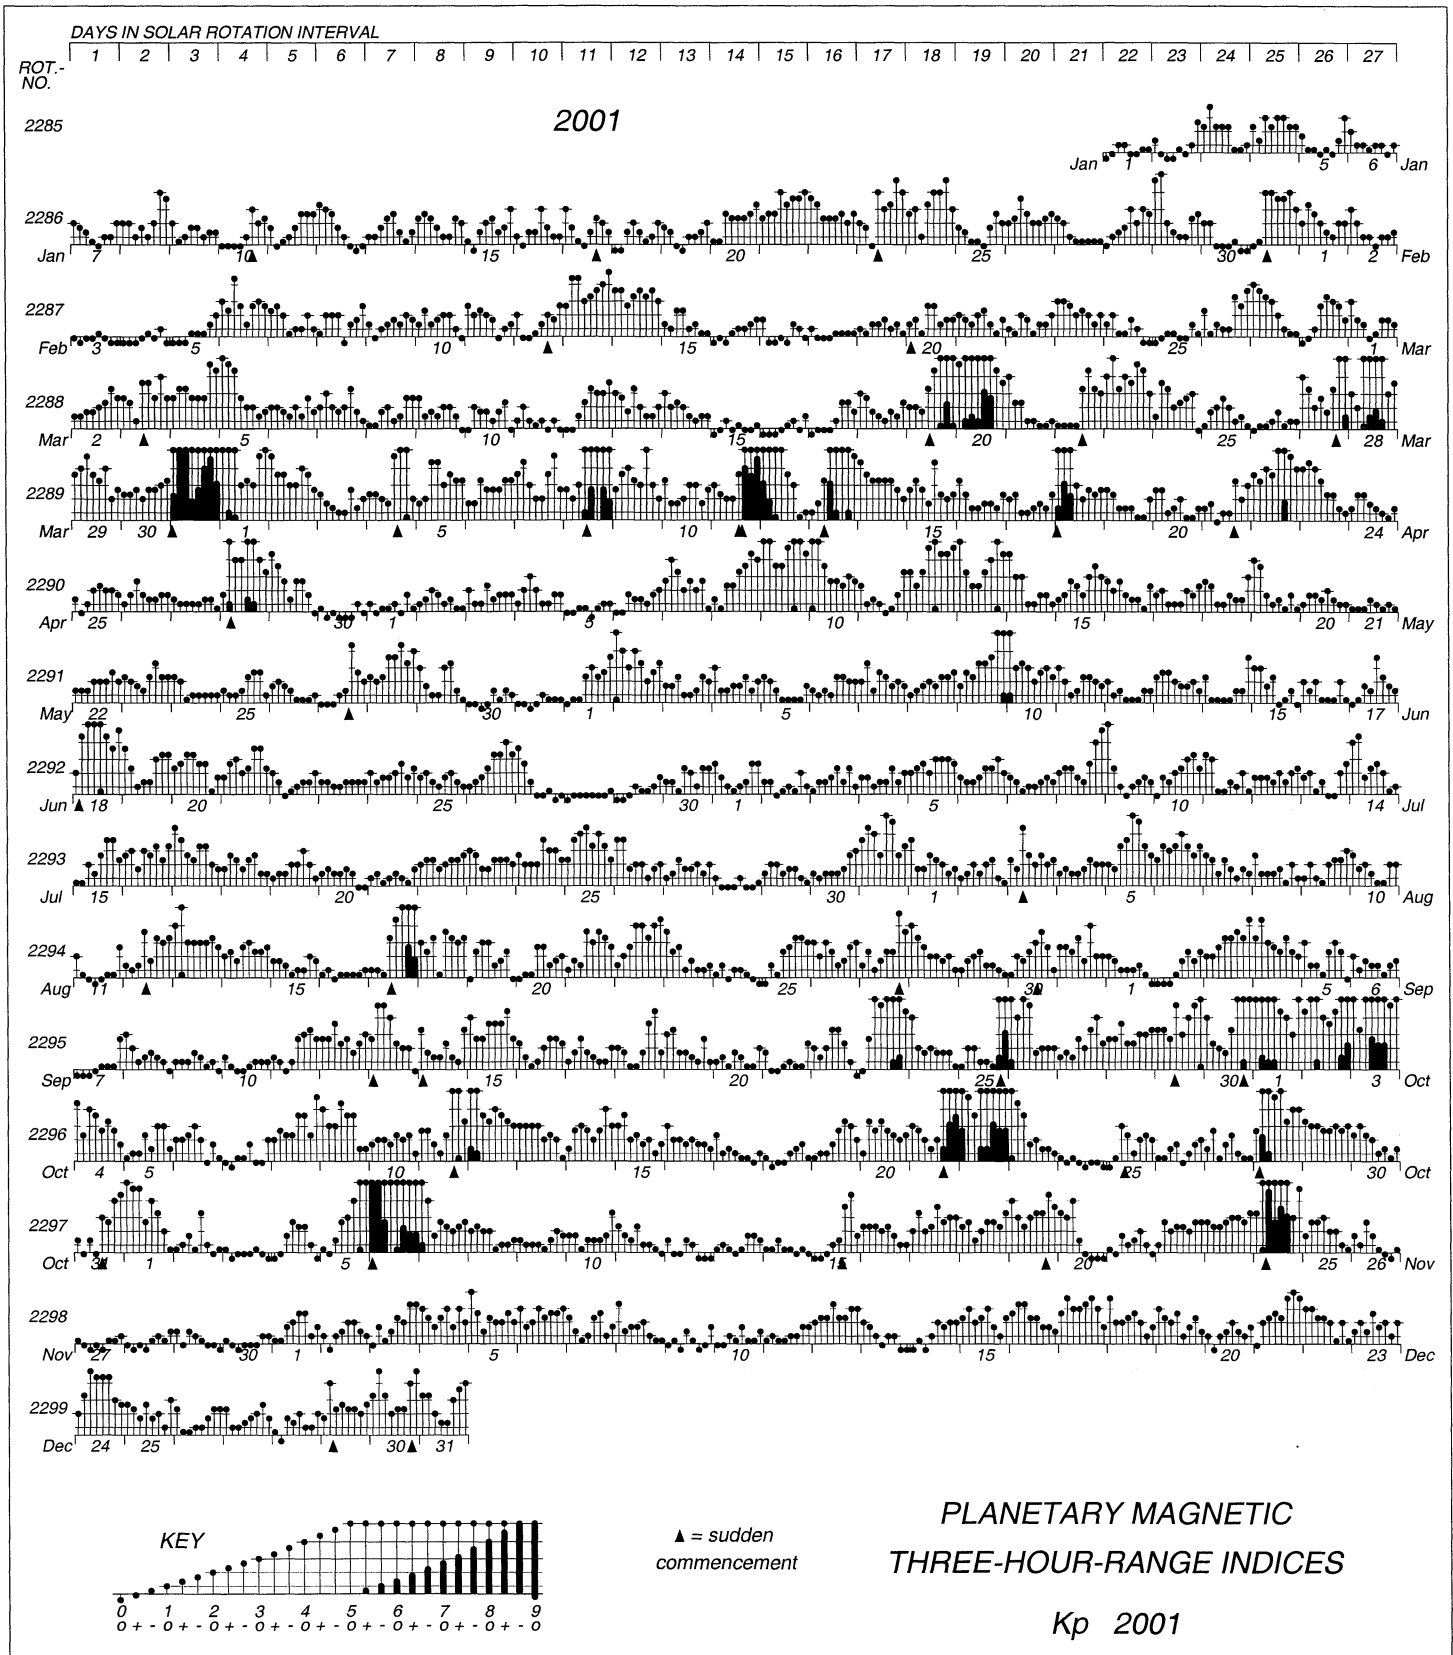 DAYS IN SOLAR ROTATION INTERVAL
1 2 3 4 5 6 7 8 9 10 11 12 13 14 15 16 17 18 19 20 21 22 23 24 25 26 27
ROT.-
NO.
2001
2285
Jan 1 5 6 Jan
2286
Jan 7 10 15 20 25 30 1 2 Feb
2287
Feb 3 5 10 15 20 25 1 Mar
2288
Mar 2 5 10 15 20 25 28 Mar
2289
Mar 29 30 1 5 10 15 20 24 Apr
2290
Apr 25 30 1 5 10 15 20 21 May
2291
May 22 25 30 1 5 10 15 17 Jun
2292
Jun 18 20 25 30 1 5 10 14 Jul
2293
Jul 15 20 25 30 1 5 10 Aug
2294
Aug 11 15 20 25 30 1 5 6 Sep
2295
Sep 7 10 15 20 25 30 1 3 Oct
2296
Oct 4 5 10 15 20 25 30 Oct
2297
Oct 31 1 5 10 15 20 25 26 Nov
2298
Nov 27 30 1 5 10 15 20 23 Dec
2299
Dec 24 25 30 31
KEY
0 1 2 3 4 5 6 7 8 9
o + - o + - o + - o + - o + - o + - o + - o + - o + - o
▲ = sudden
commencement
PLANETARY MAGNETIC
THREE-HOUR-RANGE INDICES
Kp 2001